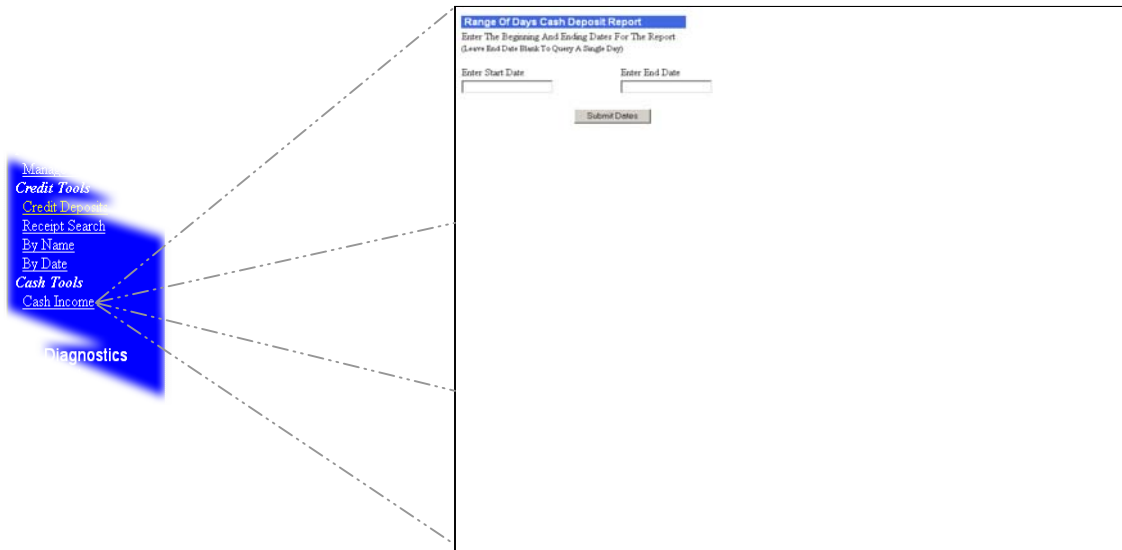 Credit Tools
Credit Deposits
Receipt Search
By Name
By Date
Cash Tools
Cash Income
Diagnostics
Range Of Days Cash Deposit Report
Enter The Beginning And Ending Dates For The Report
(Leave End Date Blank To Query A Single Day)
Enter Start Date Enter End Date
Submit Dates